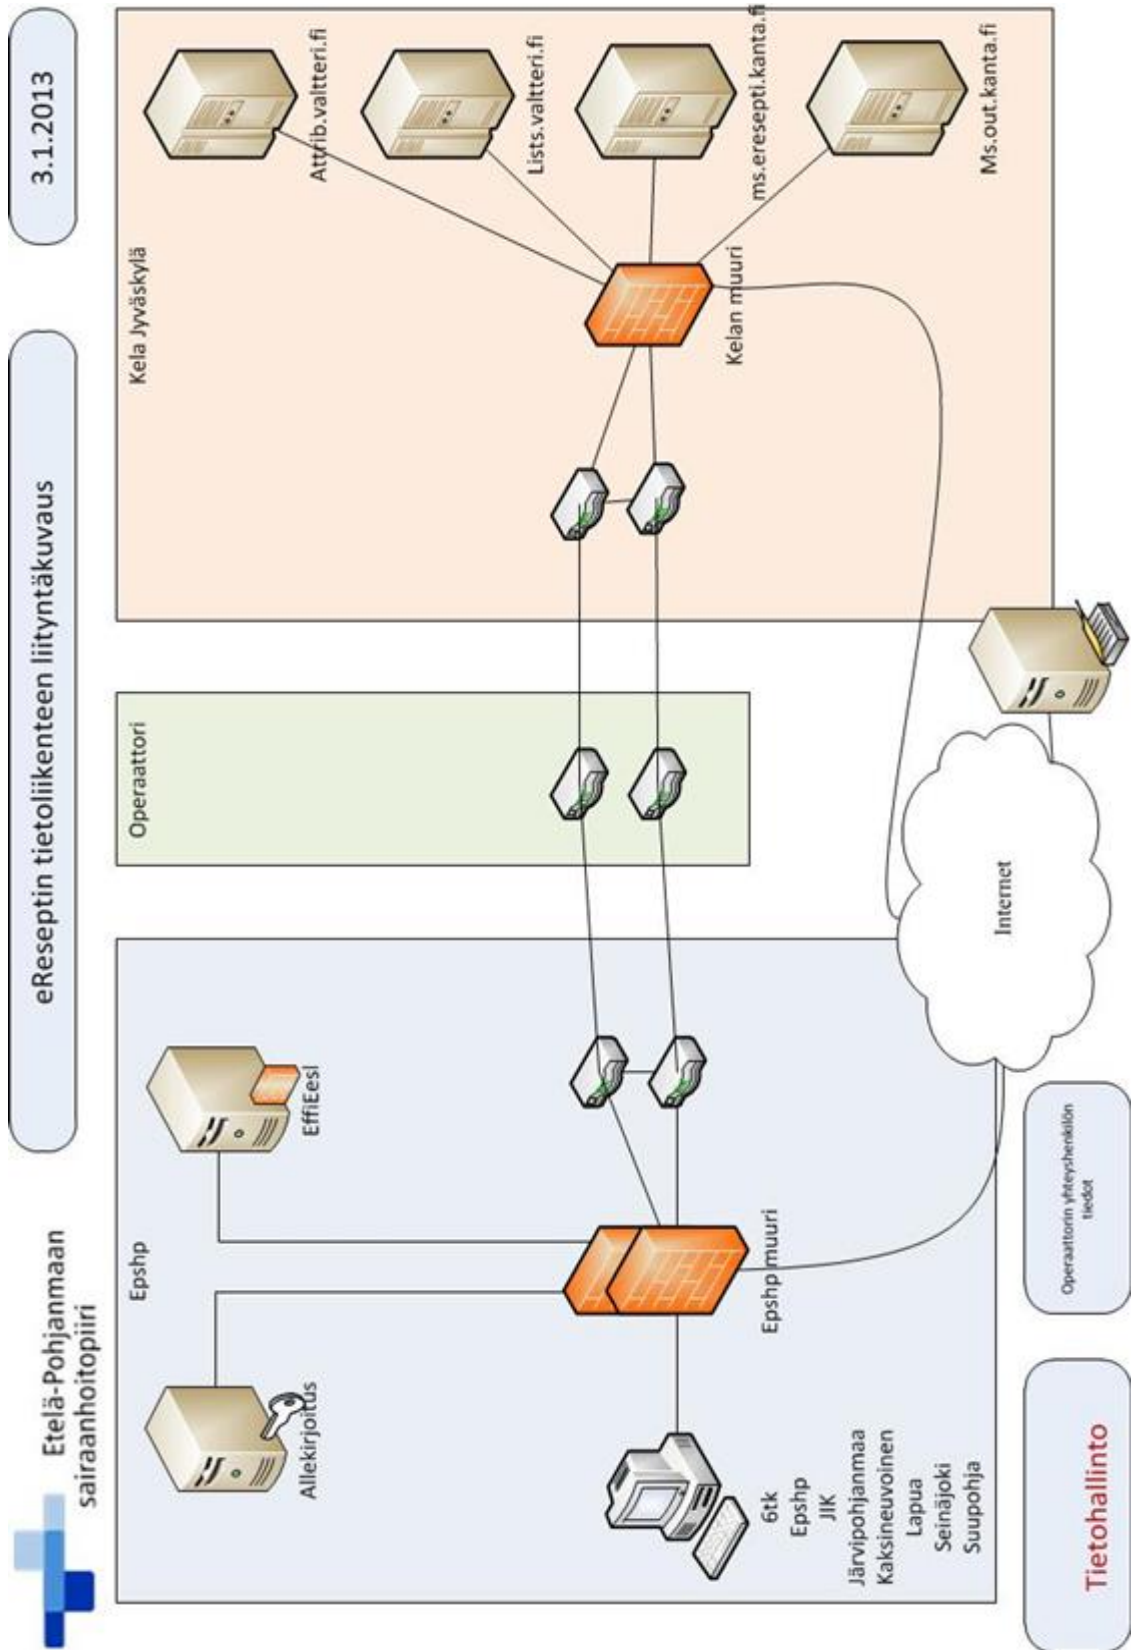 Etelä-Pohjanmaan
sairaanhoitopiiri
eReseptin tietoliikenteen liityntäkuvaus
3.1.2013
Epshp
Allekirjoitus
EffiEesl
Epshp muuri
6tk
Epshp
JIK
Järvipohjanmaa
Kaksineuvoinen
Lapua
Seinäjoki
Suupohja
Operaattori
Kela Jyväskylä
Attrib.valtteri.fi
Lists.valtteri.fi
ms.eresepti.kanta.fi
Ms.out.kanta.fi
Kelan muuri
Internet
Tietohallinto
Operaattorin yhteyshenkilön
tiedot